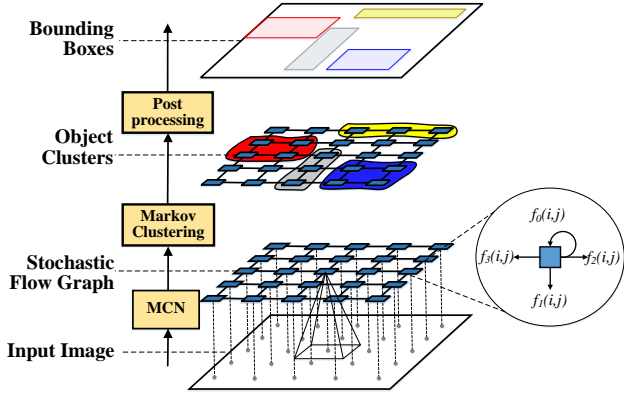 Bounding
Boxes
Post
processing
Object
Clusters
Markov
Clustering
Stochastic
Flow Graph
MCN
Input Image
f0(i,j)
f3(i,j)
f2(i,j)
f1(i,j)